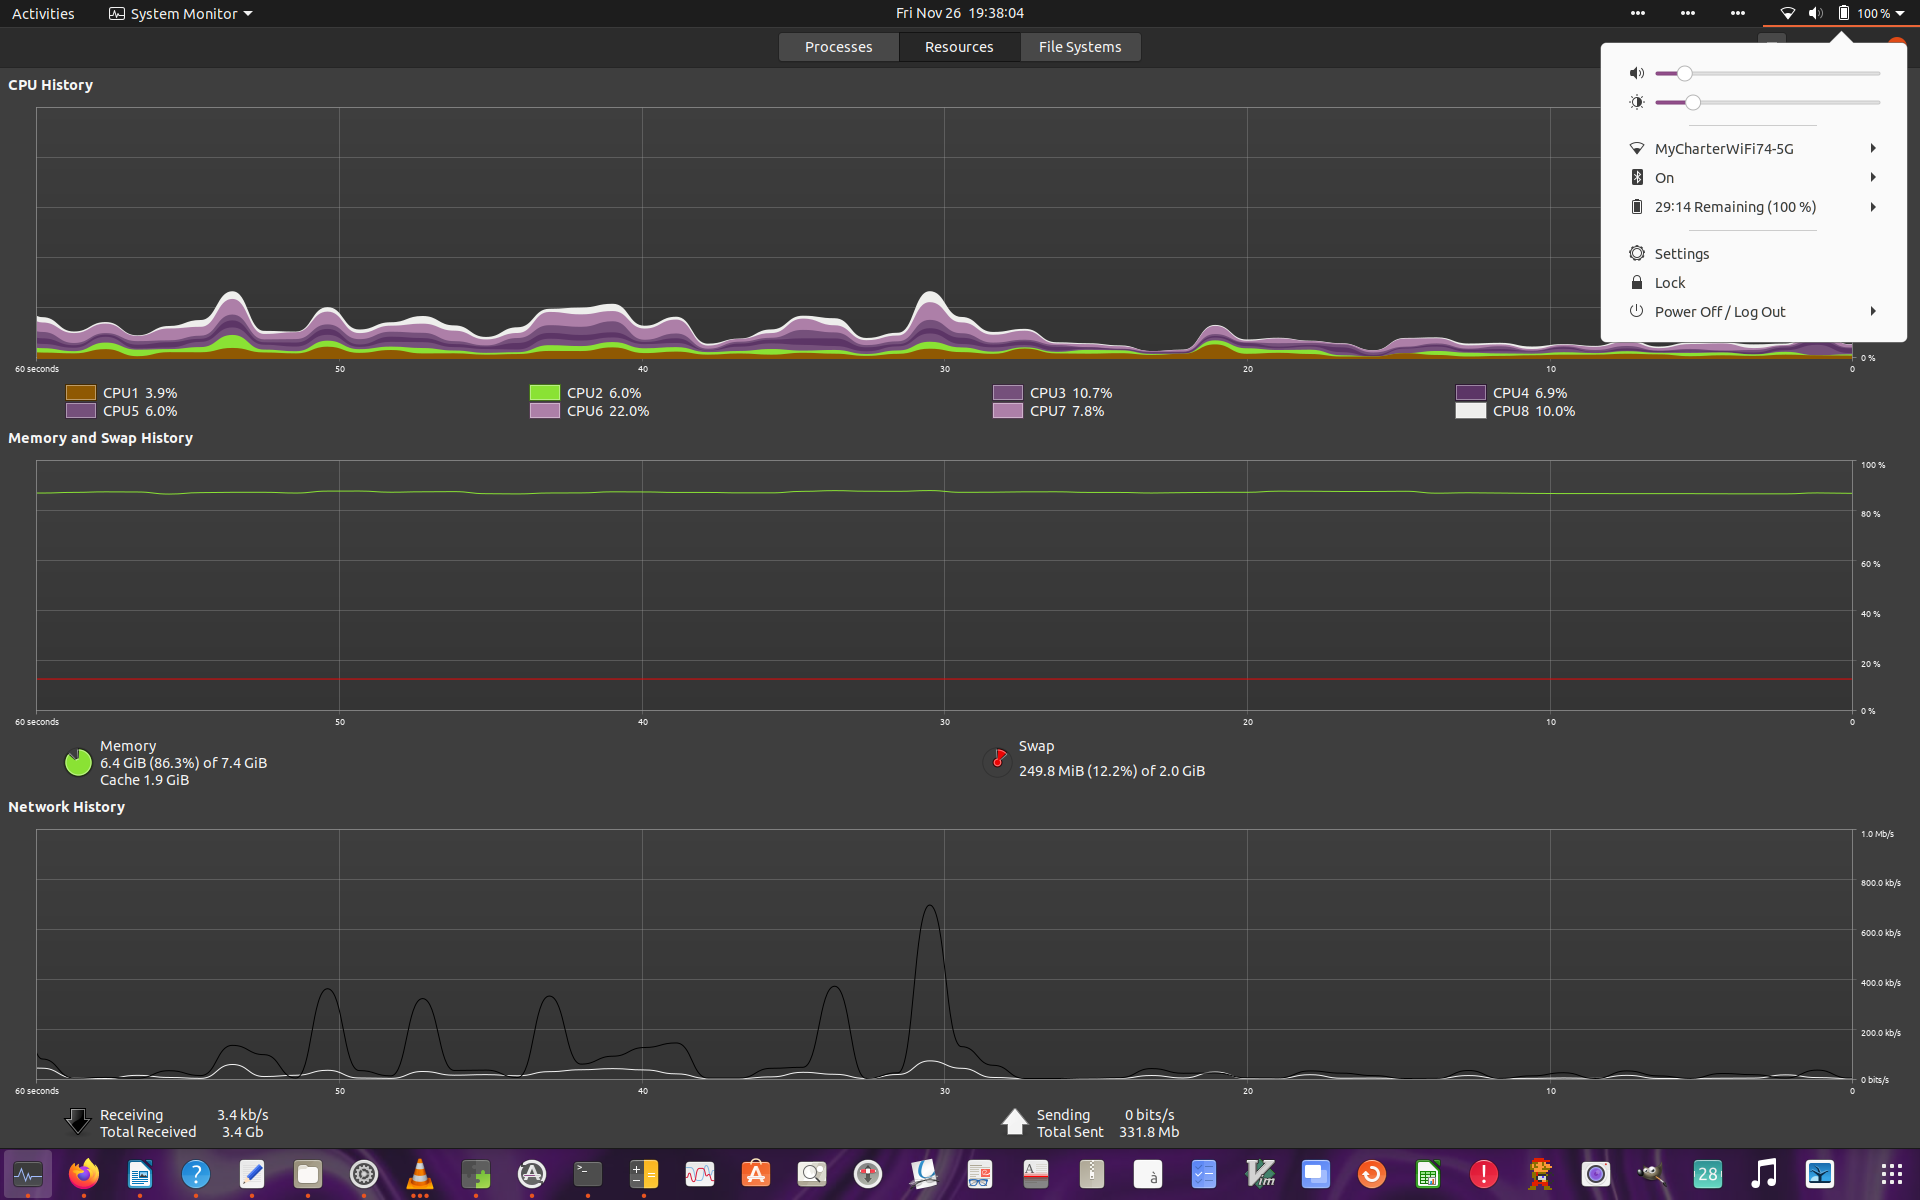 Activities
System Monitor
Fri Nov 26 19:38:04
100 %
Processes
Resources
File Systems
MyCharterWiFi74-5G
On
29:14 Remaining (100 %)
Settings
Lock
Power Off / Log Out
CPU History
0 %
60 seconds 50 40 30 20 10 0
CPU1 3.9% CPU2 6.0% CPU3 10.7% CPU4 6.9%
CPU5 6.0% CPU6 22.0% CPU7 7.8% CPU8 10.0%
Memory and Swap History
100 %
80 %
60 %
40 %
20 %
0 %
60 seconds 50 40 30 20 10 0
Memory
6.4 GiB (86.3%) of 7.4 GiB
Cache 1.9 GiB
Swap
249.8 MiB (12.2%) of 2.0 GiB
Network History
1.0 Mb/s
800.0 kb/s
600.0 kb/s
400.0 kb/s
200.0 kb/s
0 bits/s
60 seconds 50 40 30 20 10 0
Receiving 3.4 kb/s
Total Received 3.4 Gb
Sending 0 bits/s
Total Sent 331.8 Mb
?
>_
A
à
Vim
!
28